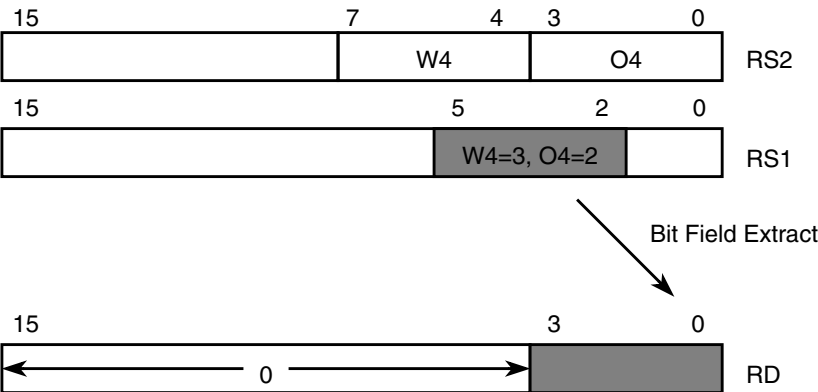 15 7 4 3 0
W4 O4 RS2
15 5 2 0
W4=3, O4=2 RS1
Bit Field Extract
15 3 0
0 RD